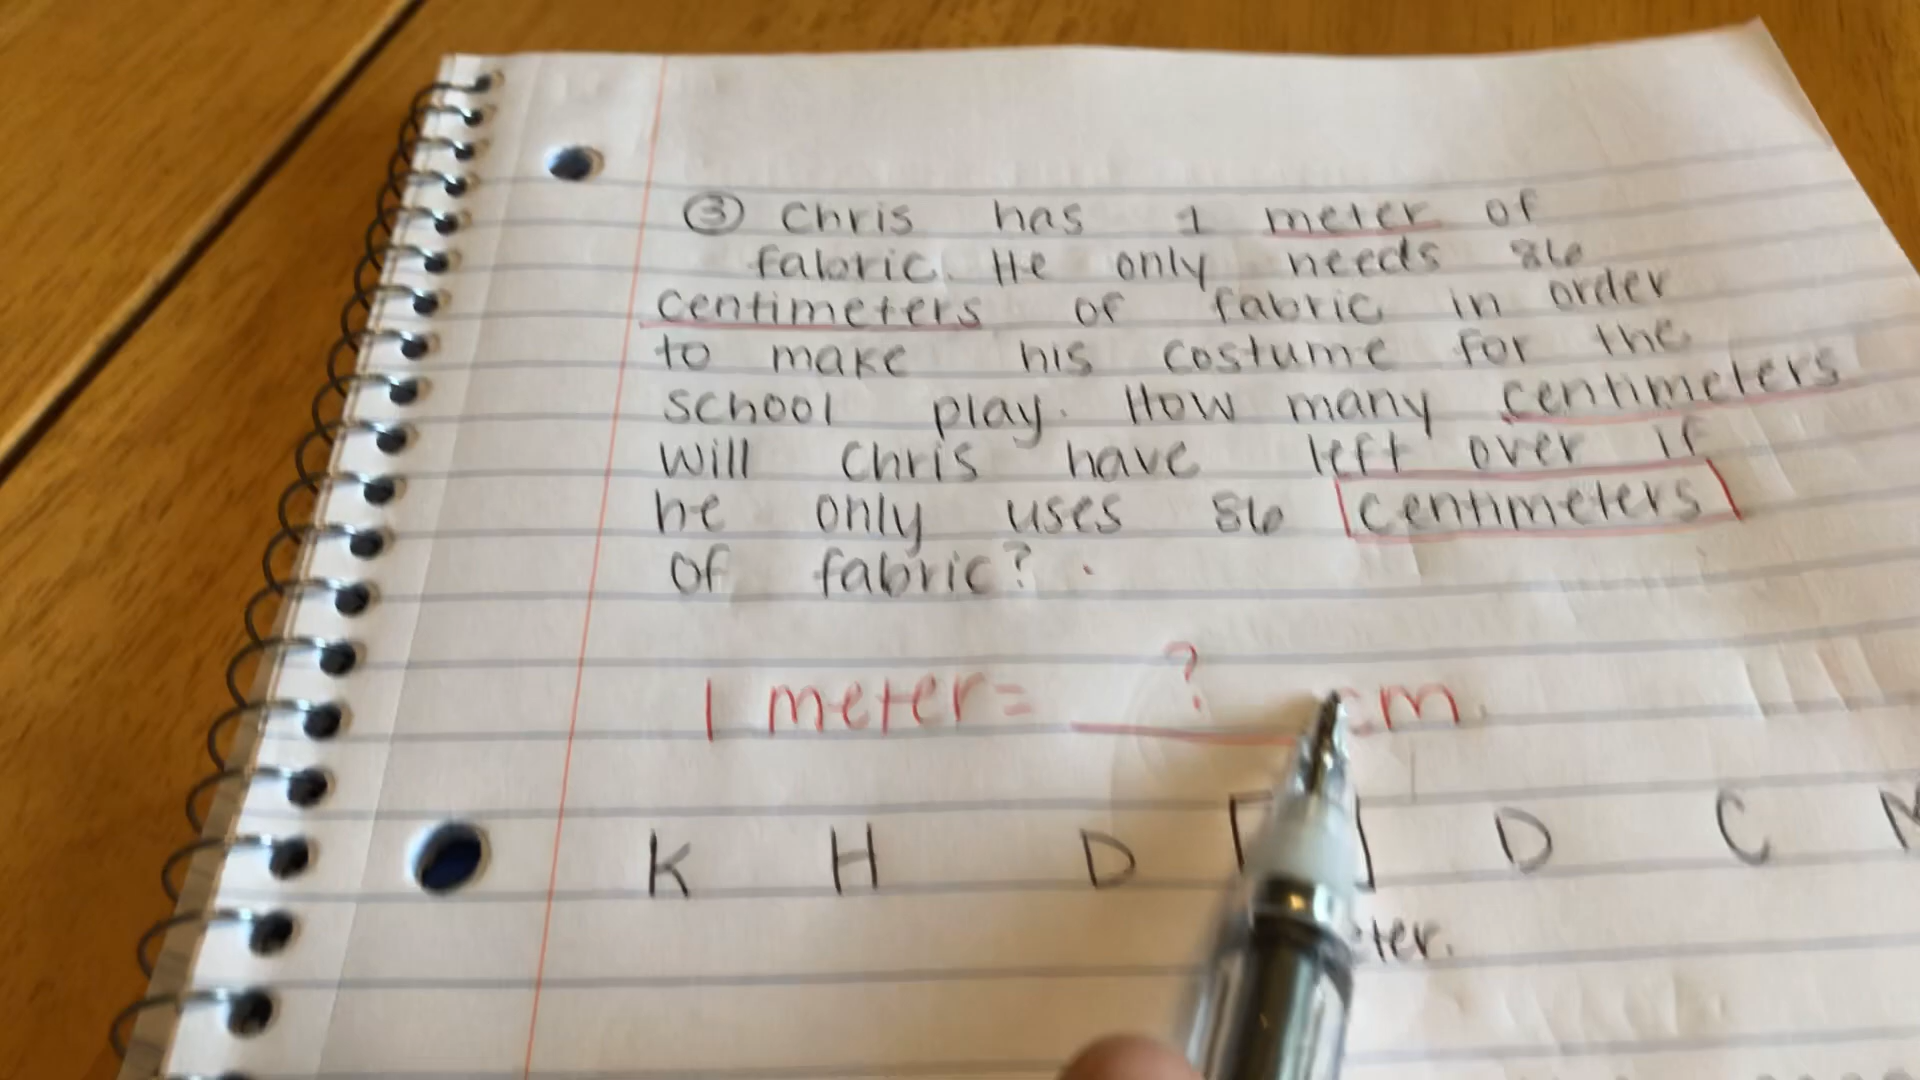 ③ Chris has 1 meter of
fabric. He only needs 86
centimeters of fabric in order
to make his costume for the
school play. How many centimeters
will Chris have left over if
he only uses 86 centimeters
of fabric?
1 meter = ? cm.
K H D D C
ter.